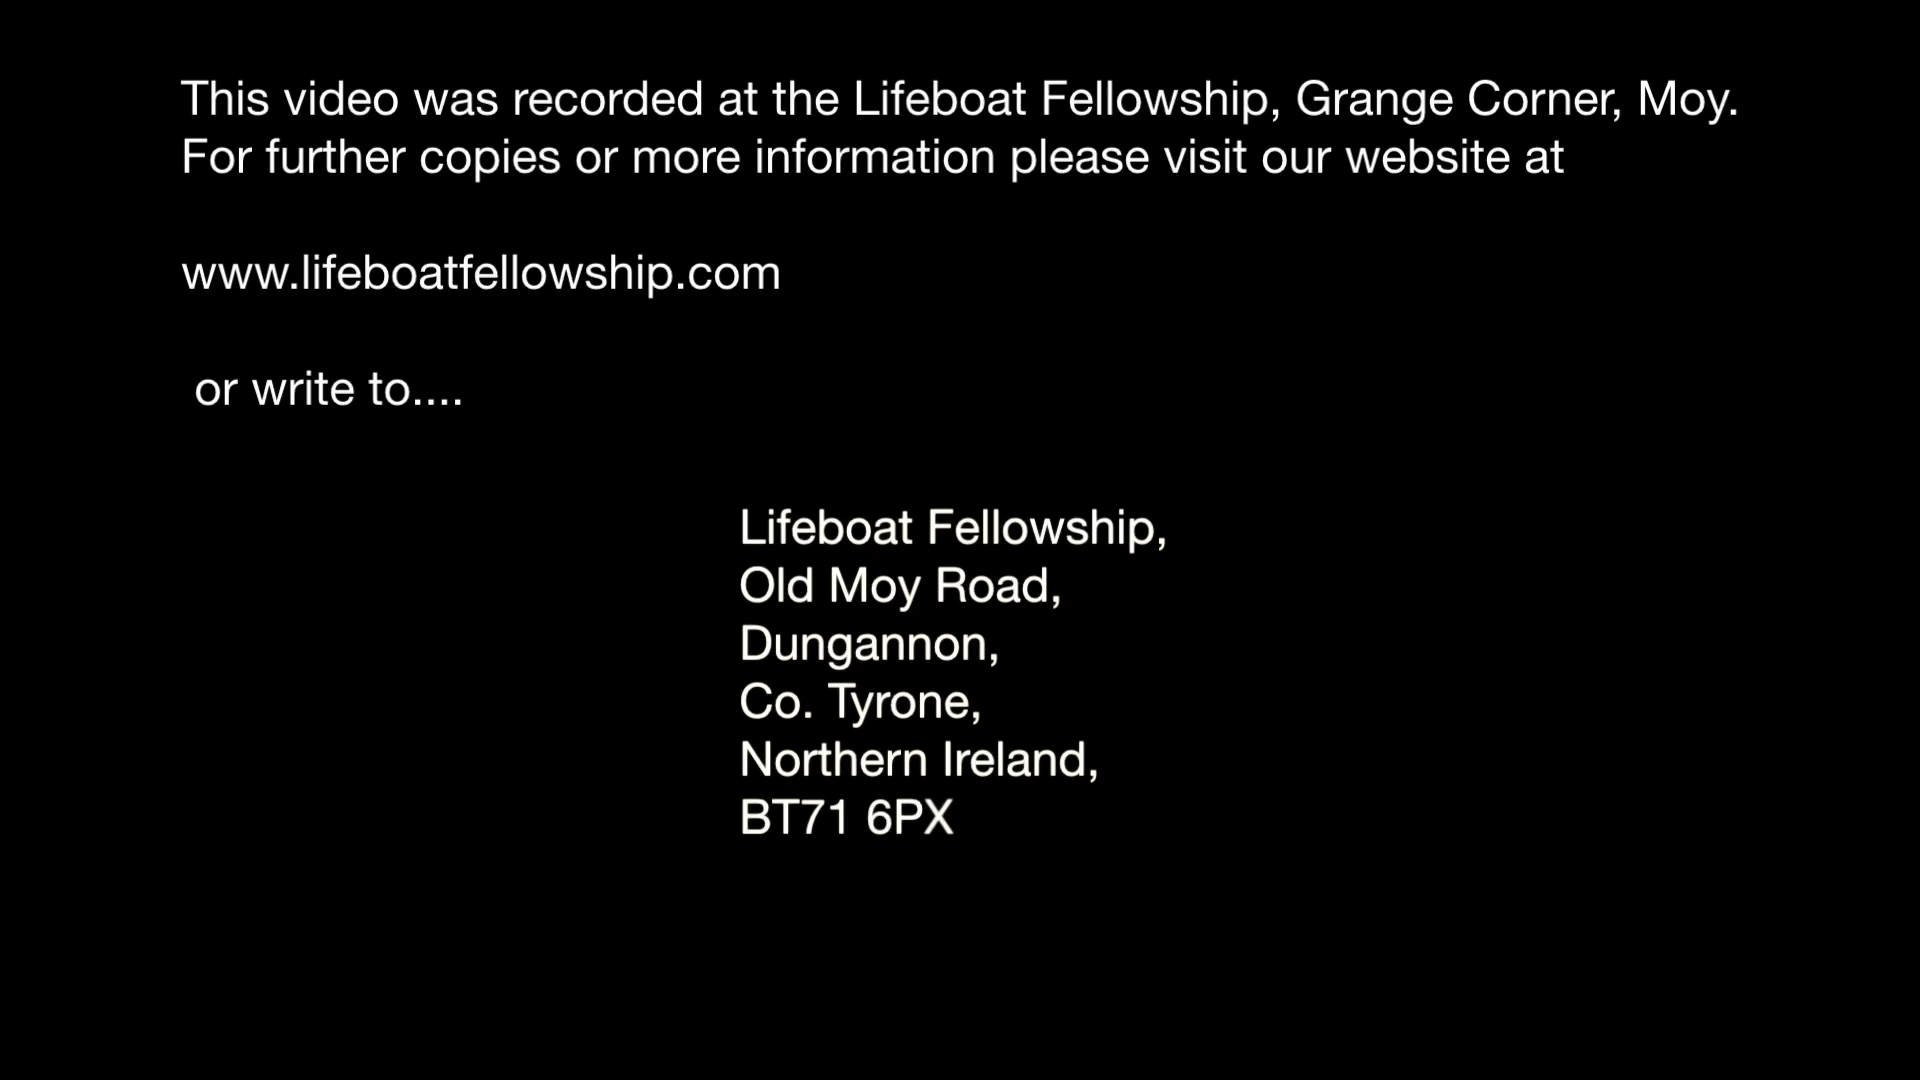 This video was recorded at the Lifeboat Fellowship, Grange Corner, Moy.
For further copies or more information please visit our website at
www.lifeboatfellowship.com
or write to....
Lifeboat Fellowship,
Old Moy Road,
Dungannon,
Co. Tyrone,
Northern Ireland,
BT71 6PX